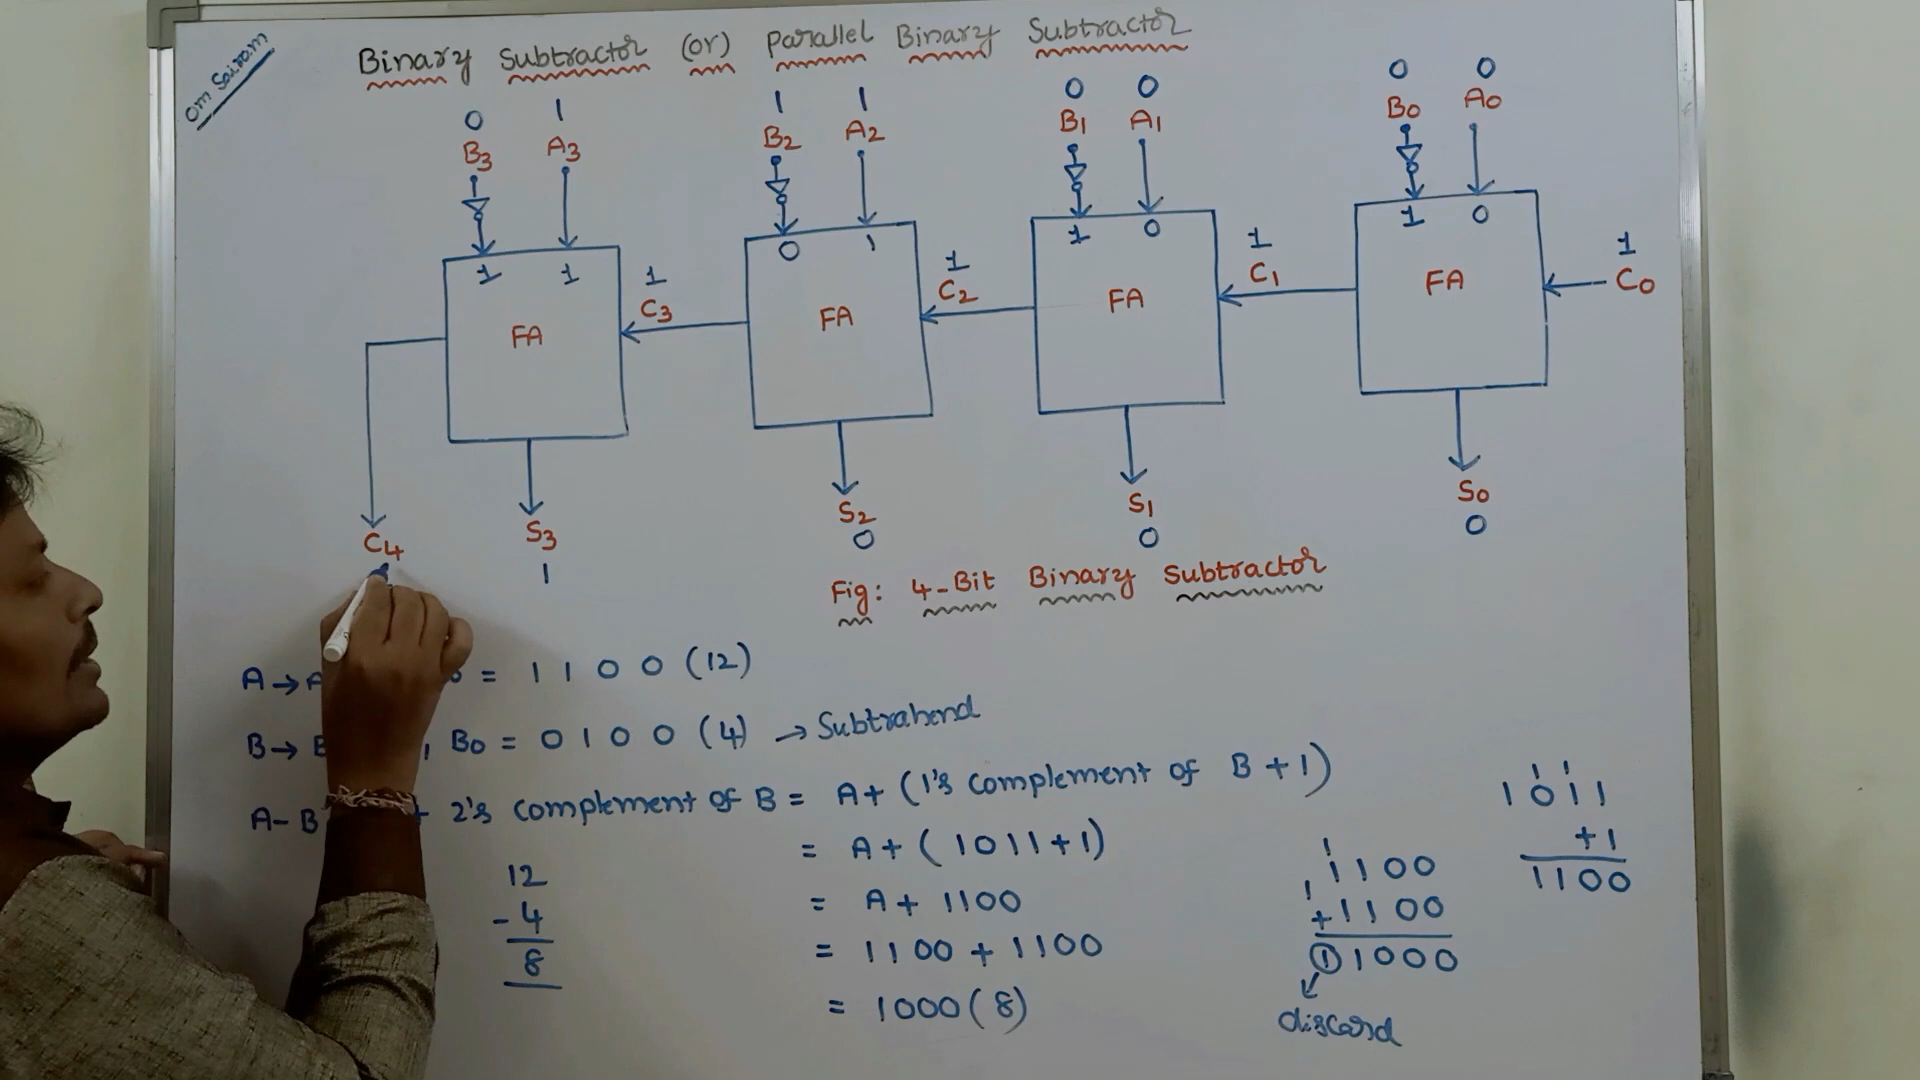 Om Sairam
Binary Subtractor (or) Parallel Binary Subtractor
0 1 1 1 0 0 0 0
B3 A3 B2 A2 B1 A1 B0 A0
1 1 0 1 1 0 1 0
1 1 1 1
C3 C2 C1 C0
FA FA FA FA
C4 S3 S2 S1 S0
1 0 0 0
Fig: 4-Bit Binary Subtractor
A→A = 1 1 0 0 (12)
B→ , B0 = 0 1 0 0 (4) → Subtrahend
A-B 2's complement of B = A+ (1's complement of B +1)
= A+ (1011+1)
= A+ 1100
= 1100 + 1100
= 1000 (8)
12
- 4
8
1
1100
1
+1100
①1000
discard
1 1
1011
+1
1100